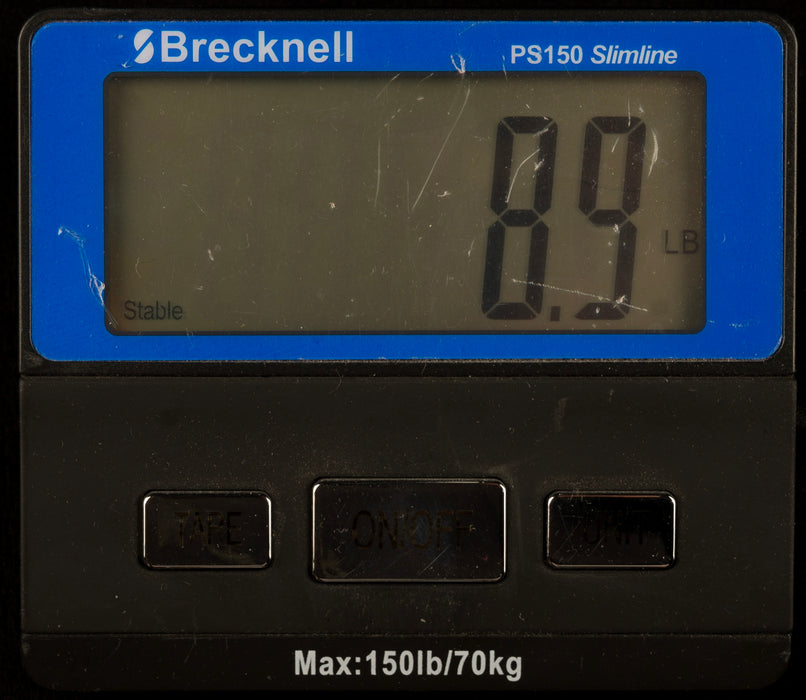 Brecknell
PS150 Slimline
8.9
LB
Stable
TARE
ON/OFF
UNIT
Max:150lb/70kg